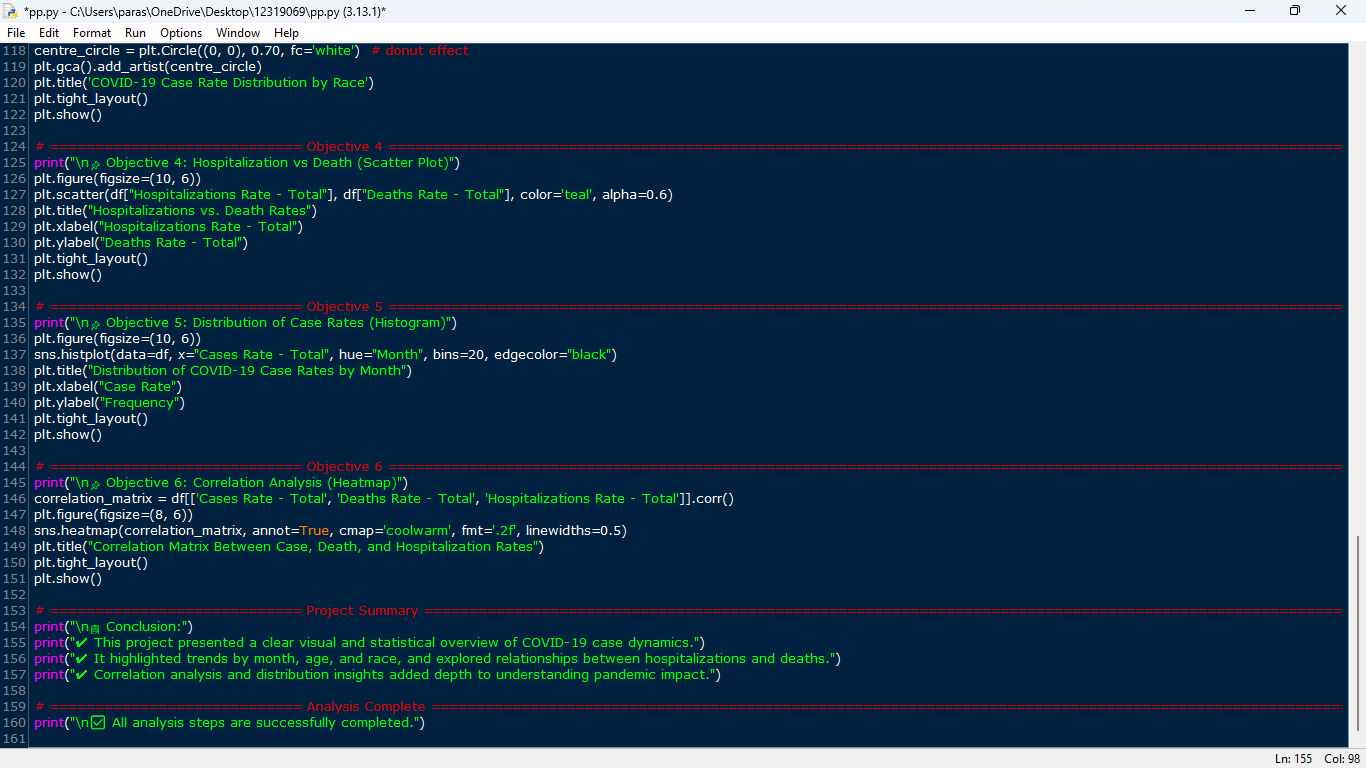 *pp.py - C:\Users\paras\OneDrive\Desktop\12319069\pp.py (3.13.1)*
File Edit Format Run Options Window Help
118 centre_circle = plt.Circle((0, 0), 0.70, fc='white')  # donut effect
119 plt.gca().add_artist(centre_circle)
120 plt.title('COVID-19 Case Rate Distribution by Race')
121 plt.tight_layout()
122 plt.show()
123
124 # ============================ Objective 4 ============================
125 print("\n📌 Objective 4: Hospitalization vs Death (Scatter Plot)")
126 plt.figure(figsize=(10, 6))
127 plt.scatter(df["Hospitalizations Rate - Total"], df["Deaths Rate - Total"], color='teal', alpha=0.6)
128 plt.title("Hospitalizations vs. Death Rates")
129 plt.xlabel("Hospitalizations Rate - Total")
130 plt.ylabel("Deaths Rate - Total")
131 plt.tight_layout()
132 plt.show()
133
134 # ============================ Objective 5 ============================
135 print("\n📌 Objective 5: Distribution of Case Rates (Histogram)")
136 plt.figure(figsize=(10, 6))
137 sns.histplot(data=df, x="Cases Rate - Total", hue="Month", bins=20, edgecolor="black")
138 plt.title("Distribution of COVID-19 Case Rates by Month")
139 plt.xlabel("Case Rate")
140 plt.ylabel("Frequency")
141 plt.tight_layout()
142 plt.show()
143
144 # ============================ Objective 6 ============================
145 print("\n📌 Objective 6: Correlation Analysis (Heatmap)")
146 correlation_matrix = df[['Cases Rate - Total', 'Deaths Rate - Total', 'Hospitalizations Rate - Total']].corr()
147 plt.figure(figsize=(8, 6))
148 sns.heatmap(correlation_matrix, annot=True, cmap='coolwarm', fmt='.2f', linewidths=0.5)
149 plt.title("Correlation Matrix Between Case, Death, and Hospitalization Rates")
150 plt.tight_layout()
151 plt.show()
152
153 # ============================ Project Summary ============================
154 print("\n📋 Conclusion:")
155 print("✔ This project presented a clear visual and statistical overview of COVID-19 case dynamics.")
156 print("✔ It highlighted trends by month, age, and race, and explored relationships between hospitalizations and deaths.")
157 print("✔ Correlation analysis and distribution insights added depth to understanding pandemic impact.")
158
159 # ============================ Analysis Complete ============================
160 print("\n✅ All analysis steps are successfully completed.")
161
Ln: 155 Col: 98